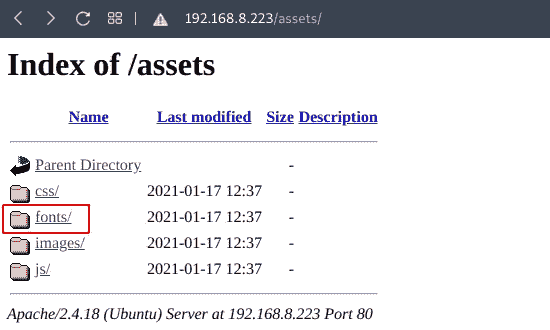 192.168.8.223/assets/
Index of /assets
Name Last modified Size Description
Parent Directory -
css/ 2021-01-17 12:37 -
fonts/ 2021-01-17 12:37 -
images/ 2021-01-17 12:37 -
js/ 2021-01-17 12:37 -
Apache/2.4.18 (Ubuntu) Server at 192.168.8.223 Port 80